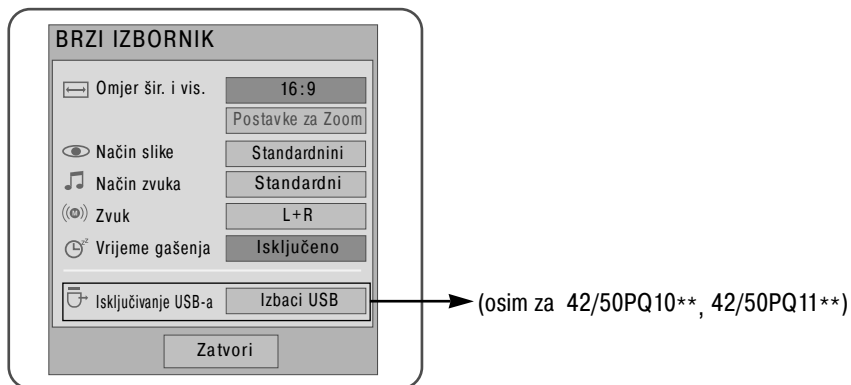 BRZI IZBORNIK
Omjer šir. i vis. 16:9
Postavke za Zoom
Način slike Standardnini
Način zvuka Standardni
Zvuk L+R
Vrijeme gašenja Isključeno
Isključivanje USB-a Izbaci USB
(osim za 42/50PQ10**, 42/50PQ11**)
Zatvori